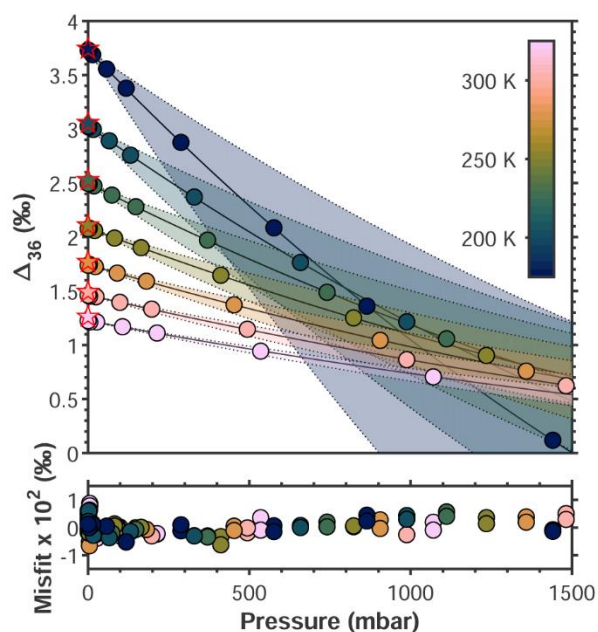 4
3.5
3
2.5
2
1.5
1
0.5
0
Δ36 (‰)
300 K
250 K
200 K
1
0
-1
Misfit x 10² (‰)
0 500 1000 1500
Pressure (mbar)